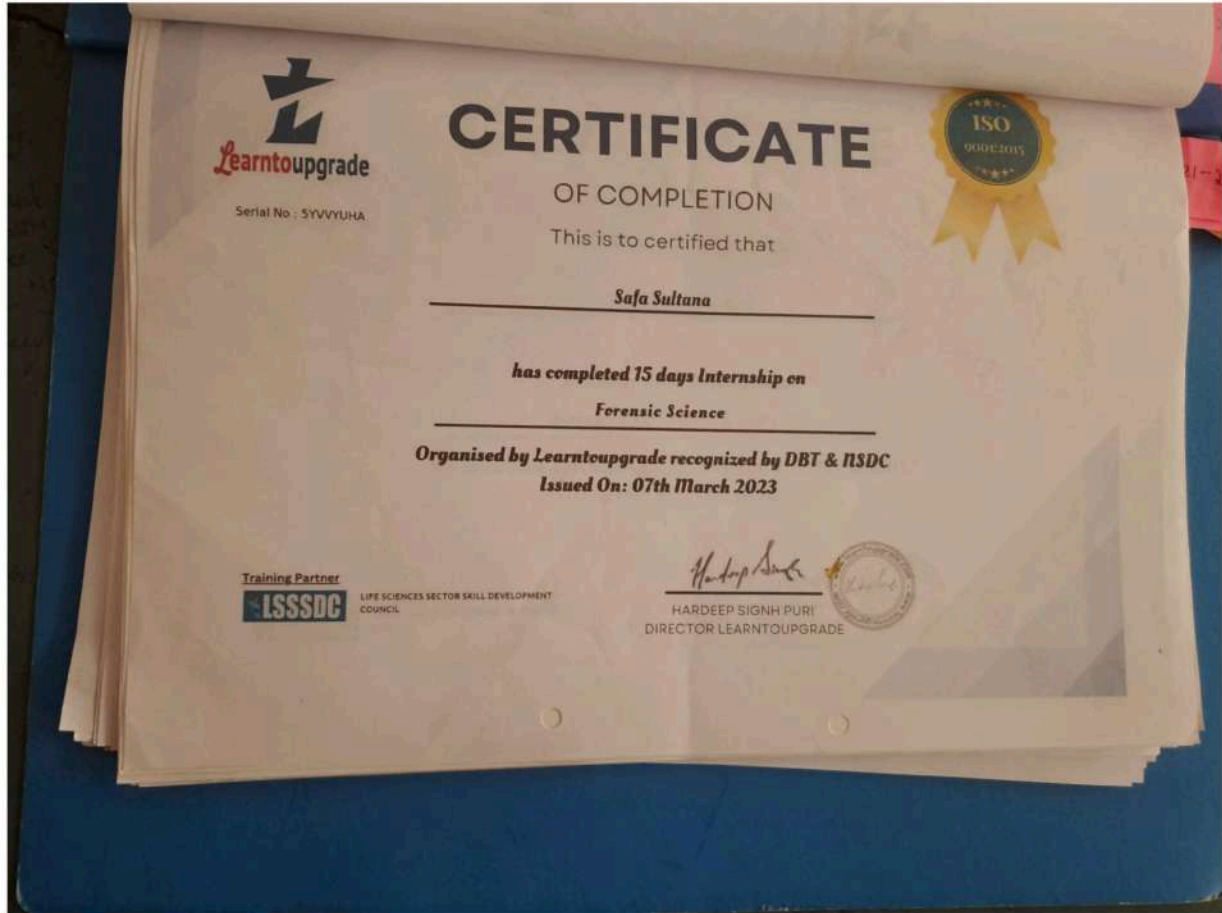 Learntoupgrade
Serial No.: 5YVVYUHA
CERTIFICATE
OF COMPLETION
This is to certified that
ISO
9001:2015
Safa Sultana
has completed 15 days Internship on
Forensic Science
Organised by Learntoupgrade recognized by DBT & NSDC
Issued On: 07th March 2023
Training Partner
LSSSDC
LIFE SCIENCES SECTOR SKILL DEVELOPMENT
COUNCIL
Hardeep Singh
HARDEEP SIGNH PURI
DIRECTOR LEARNTOUPGRADE